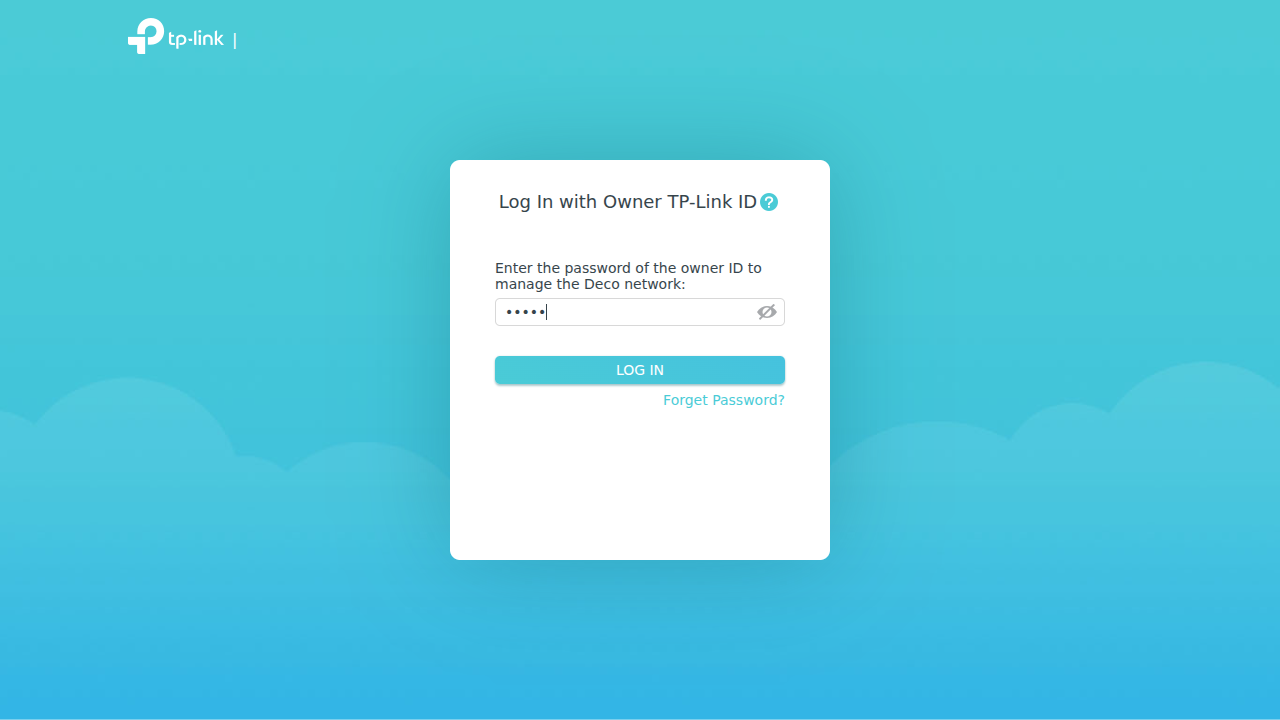 tp-link |
Log In with Owner TP-Link ID ?
Enter the password of the owner ID to
manage the Deco network:
•••••
LOG IN
Forget Password?